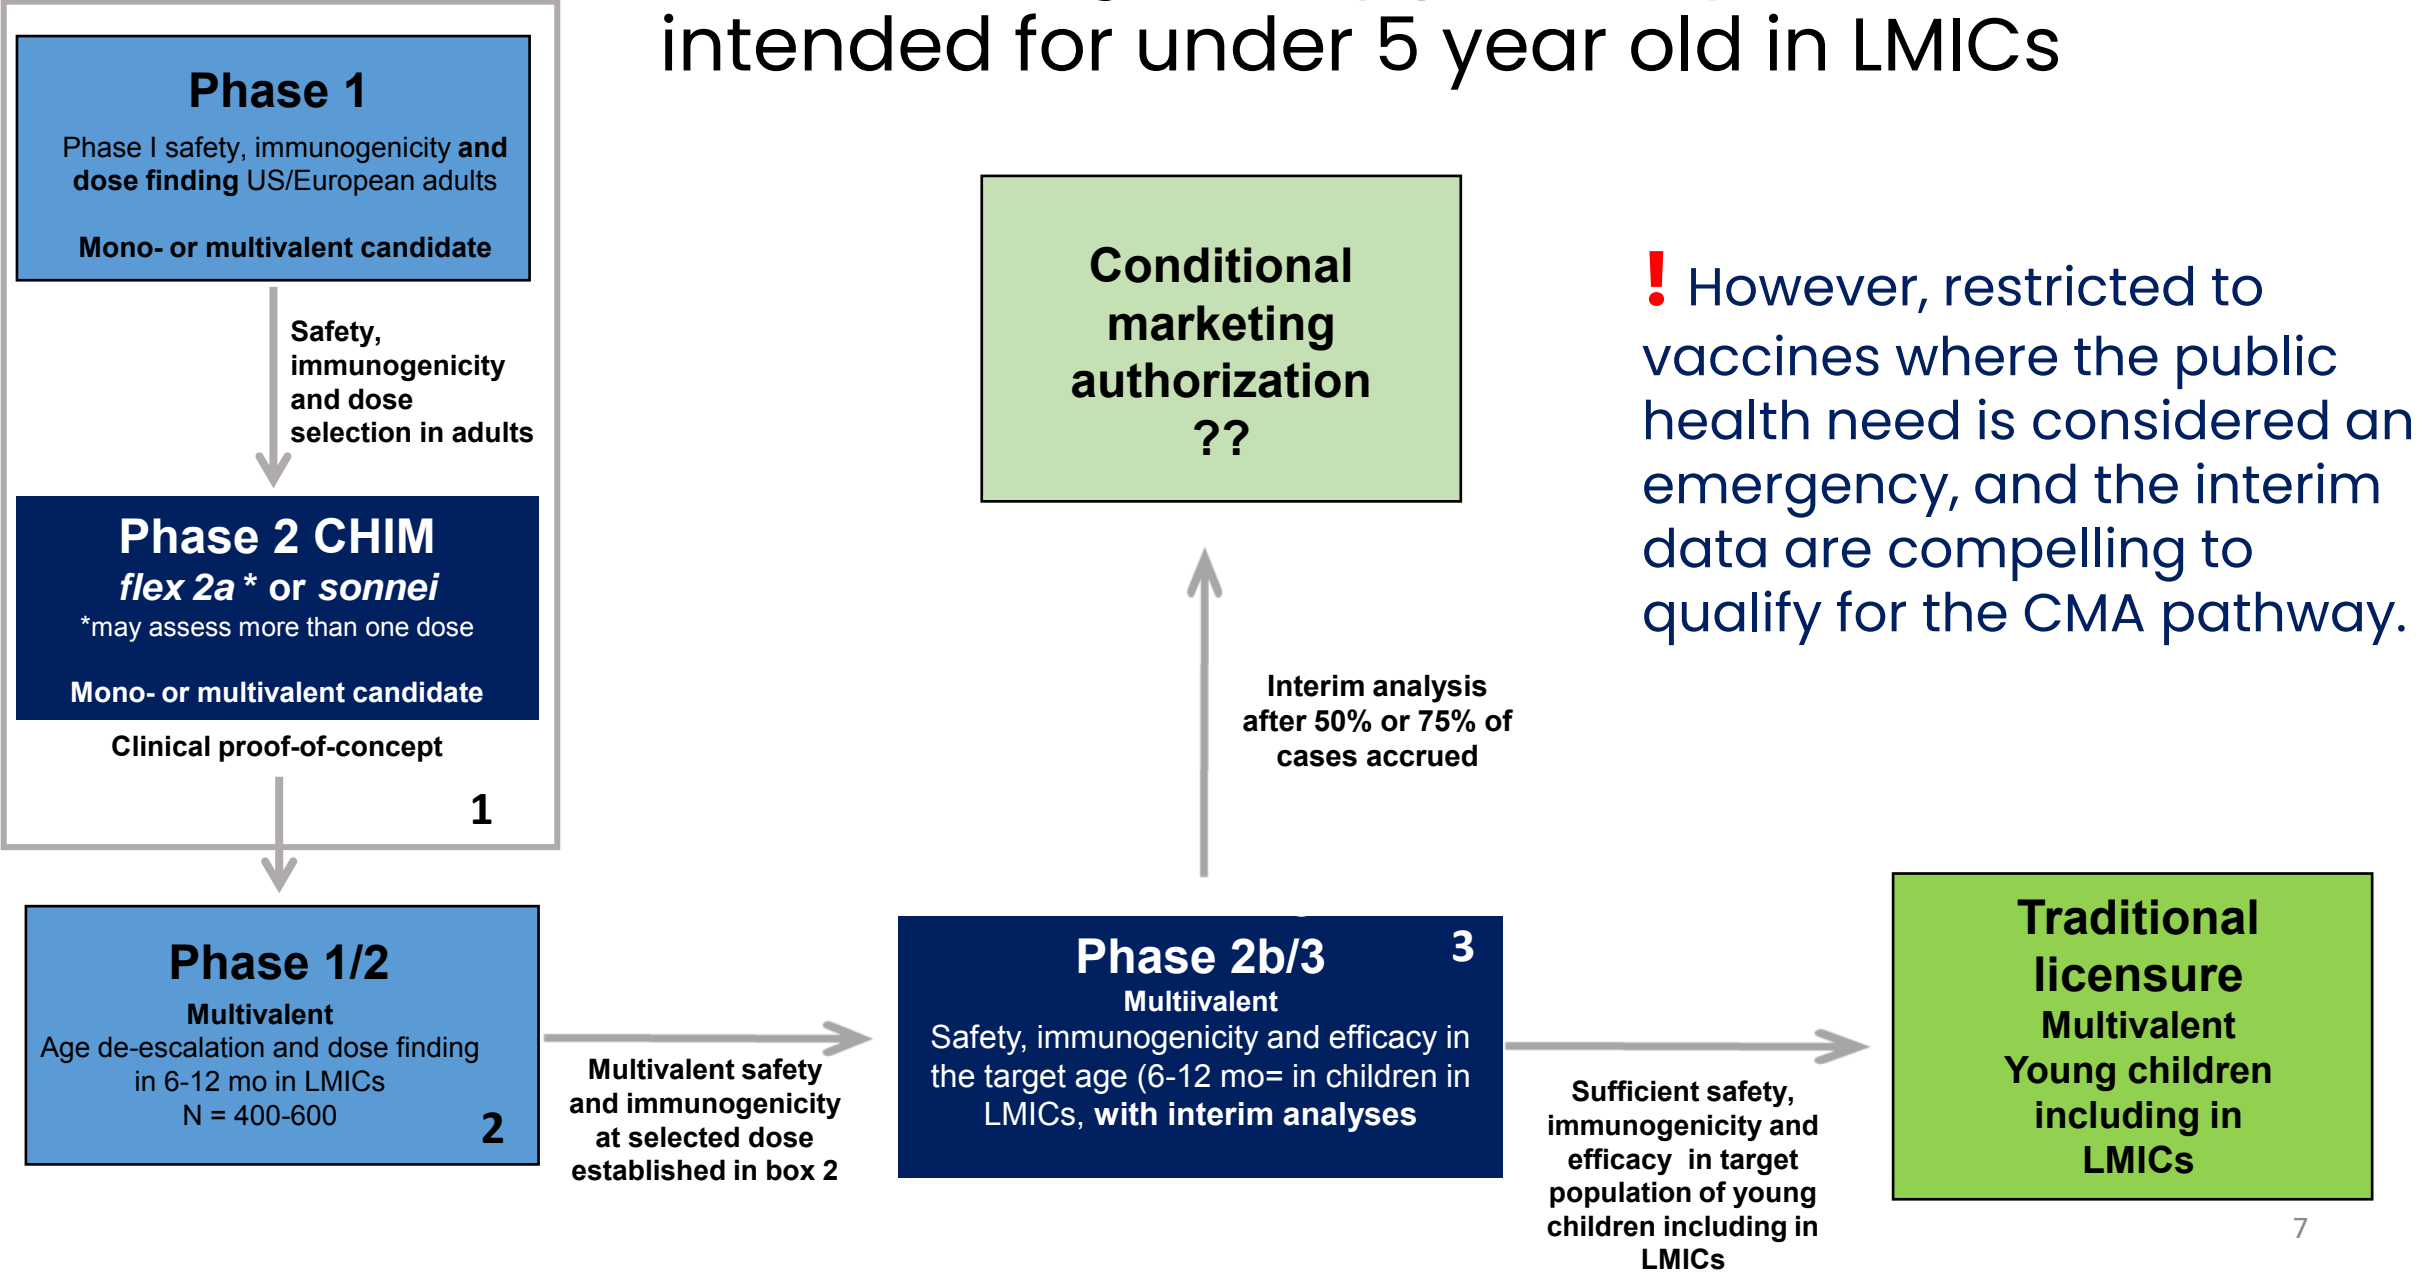 intended for under 5 year old in LMICs
Phase 1
Phase I safety, immunogenicity and
dose finding US/European adults
Mono- or multivalent candidate
Safety,
immunogenicity
and dose
selection in adults
Phase 2 CHIM
flex 2a * or sonnei
*may assess more than one dose
Mono- or multivalent candidate
Clinical proof-of-concept
1
Phase 1/2
Multivalent
Age de-escalation and dose finding
in 6-12 mo in LMICs
N = 400-600
2
Multivalent safety
and immunogenicity
at selected dose
established in box 2
Phase 2b/3
3
Multiivalent
Safety, immunogenicity and efficacy in
the target age (6-12 mo= in children in
LMICs, with interim analyses
Interim analysis
after 50% or 75% of
cases accrued
Conditional
marketing
authorization
??
! However, restricted to
vaccines where the public
health need is considered an
emergency, and the interim
data are compelling to
qualify for the CMA pathway.
Sufficient safety,
immunogenicity and
efficacy in target
population of young
children including in
LMICs
Traditional
licensure
Multivalent
Young children
including in
LMICs
7